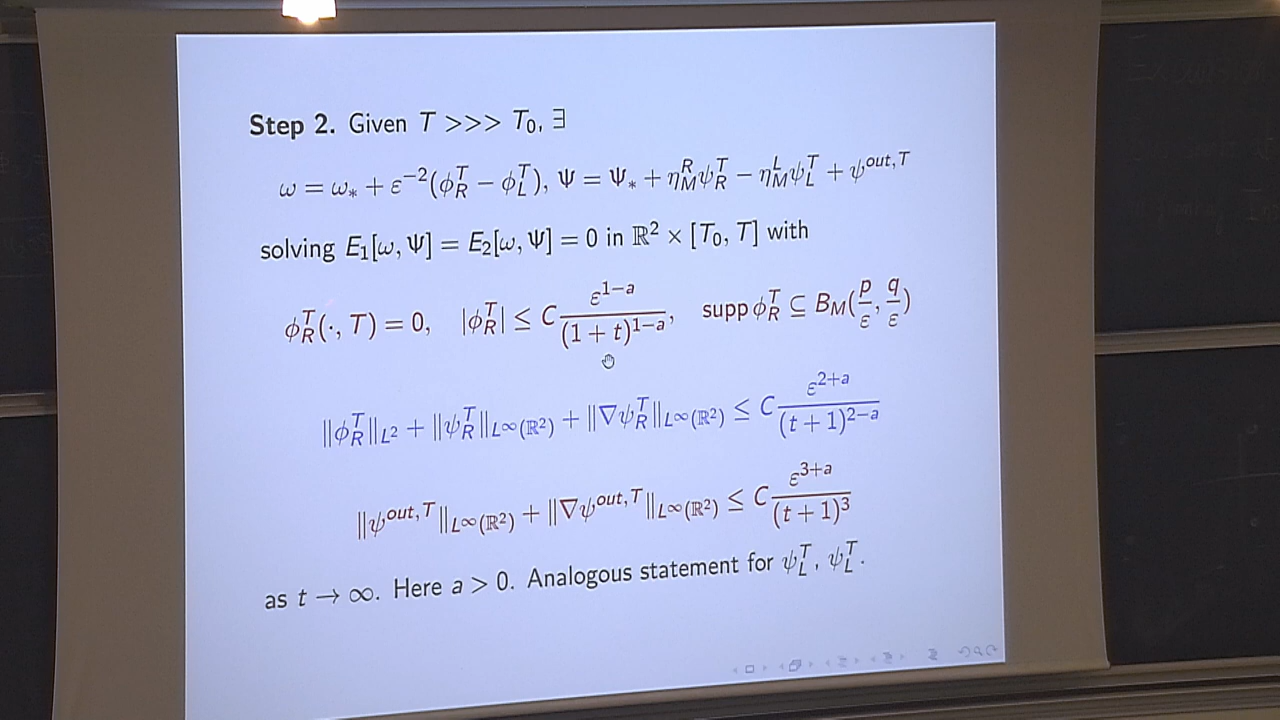 Step 2. Given T >>> T₀, ∃
ω = ω_* + ε^{-2}(φ_R^T − φ_L^T), Ψ = Ψ_* + η_M^R ψ_R^T − η_M^L ψ_L^T + ψ^{out,T}
solving E₁[ω, Ψ] = E₂[ω, Ψ] = 0 in ℝ² × [T₀, T] with
φ_R^T(·, T) = 0, |φ_R^T| ≤ C ε^{1−a}/(1 + t)^{1−a}, supp φ_R^T ⊆ B_M(p/ε, q/ε)
‖φ_R^T‖_{L²} + ‖ψ_R^T‖_{L^∞(ℝ²)} + ‖∇ψ_R^T‖_{L^∞(ℝ²)} ≤ C ε^{2+a}/(t + 1)^{2−a}
‖ψ^{out,T}‖_{L^∞(ℝ²)} + ‖∇ψ^{out,T}‖_{L^∞(ℝ²)} ≤ C ε^{3+a}/(t + 1)³
as t → ∞. Here a > 0. Analogous statement for ψ_L^T, ψ_L^T.